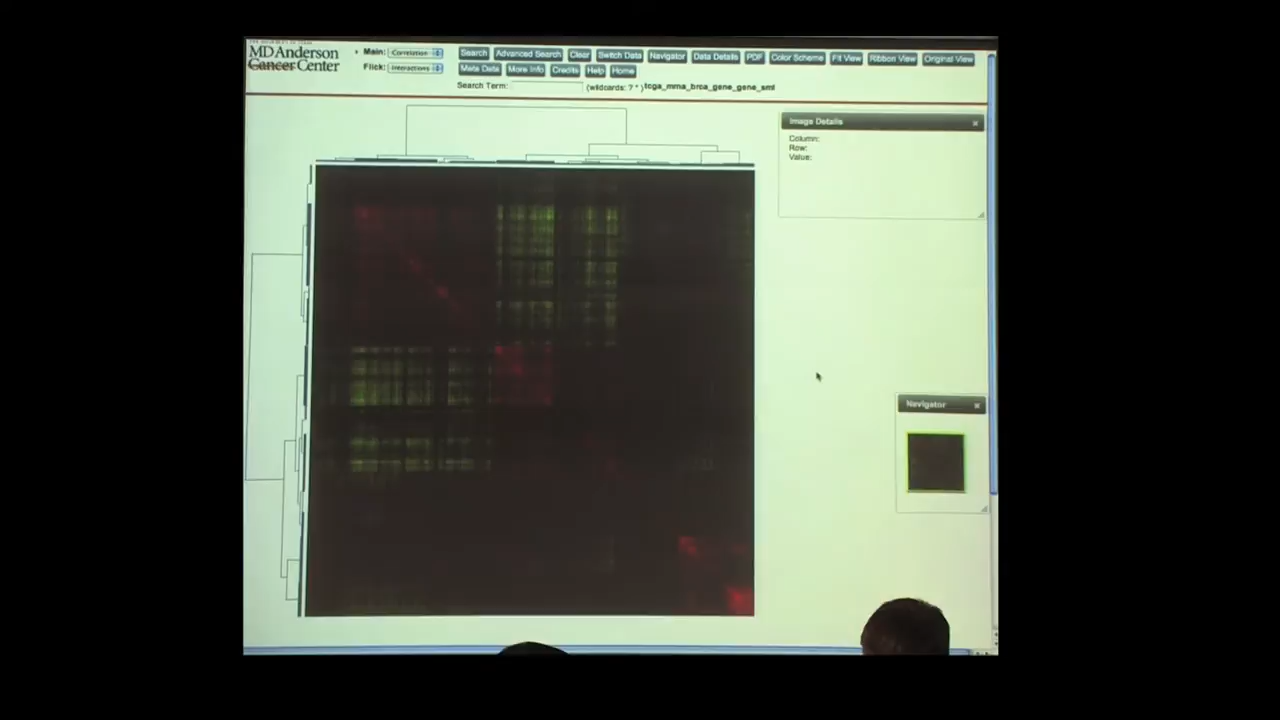 MD Anderson
Cancer Center
Main: Correlation
Flick: Interactions
Search Advanced Search Clear Switch Data Navigator Data Details PDF Color Scheme Fit View Ribbon View Original View
Meta Data More Info Credits Help Home
Search Term: (wildcards: ? * ) tcga_mrna_brca_gene_gene_sml
Image Details
Column:
Row:
Value:
Navigator